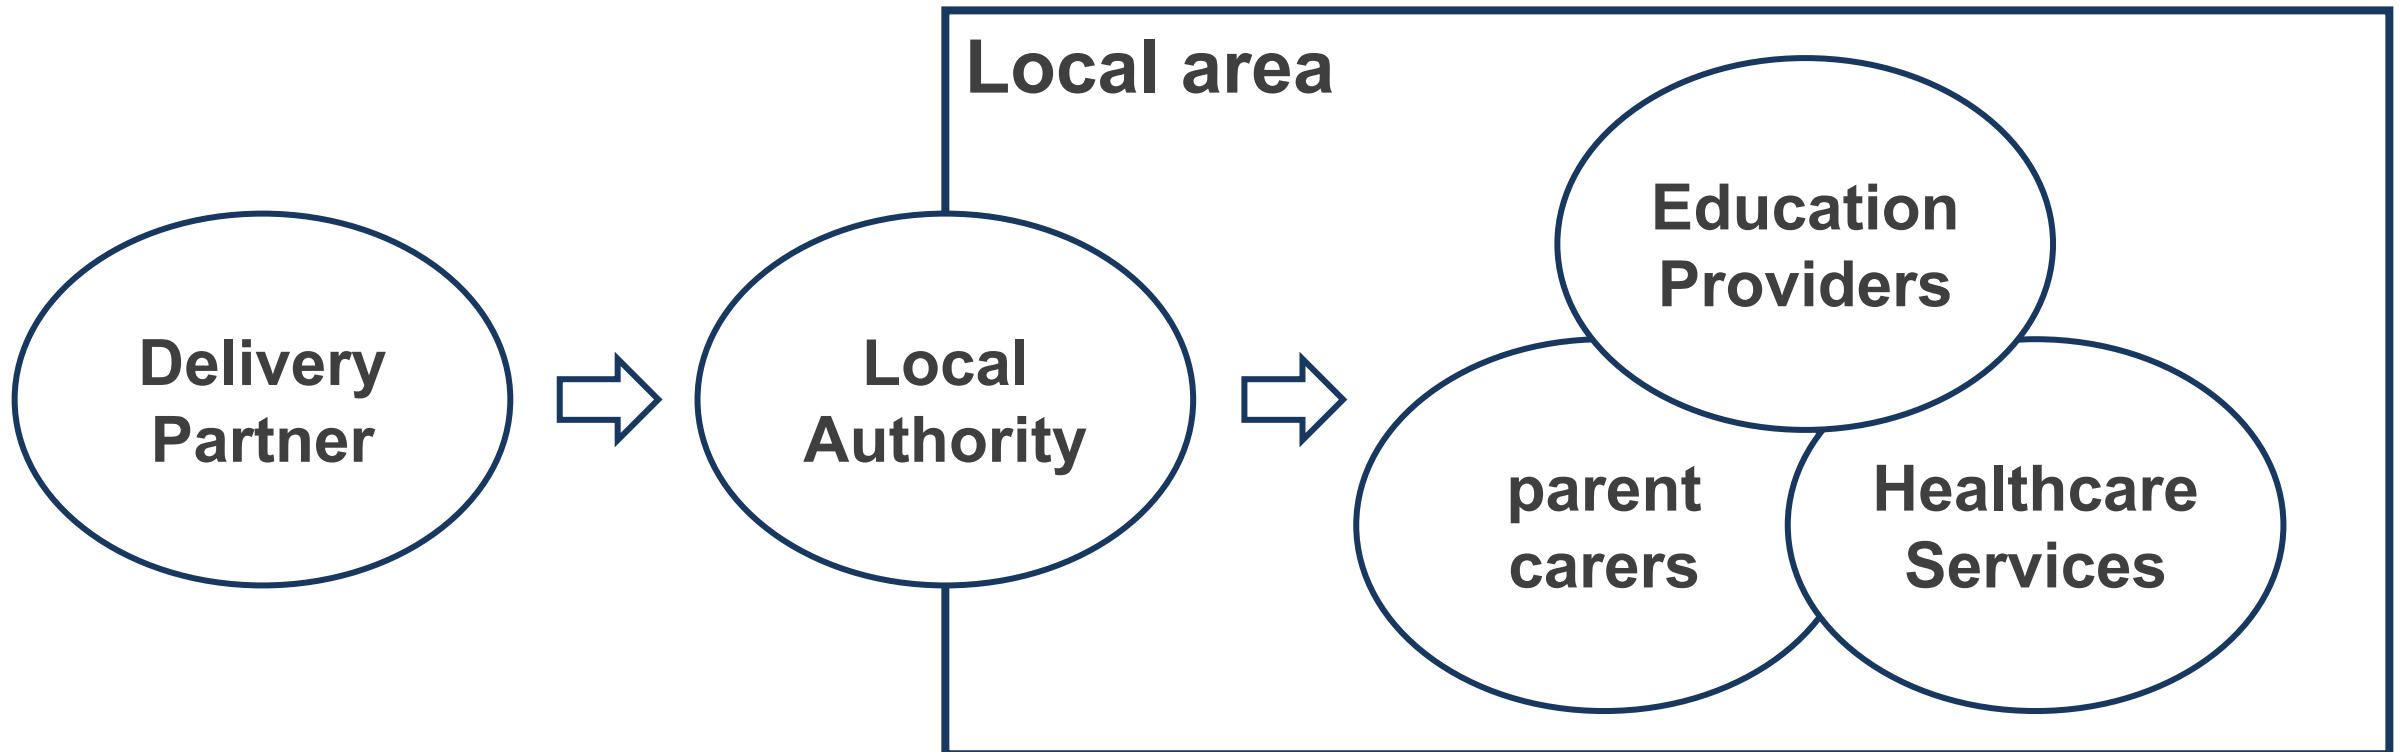 Local area
Delivery
Partner
Local
Authority
Education
Providers
parent
carers
Healthcare
Services